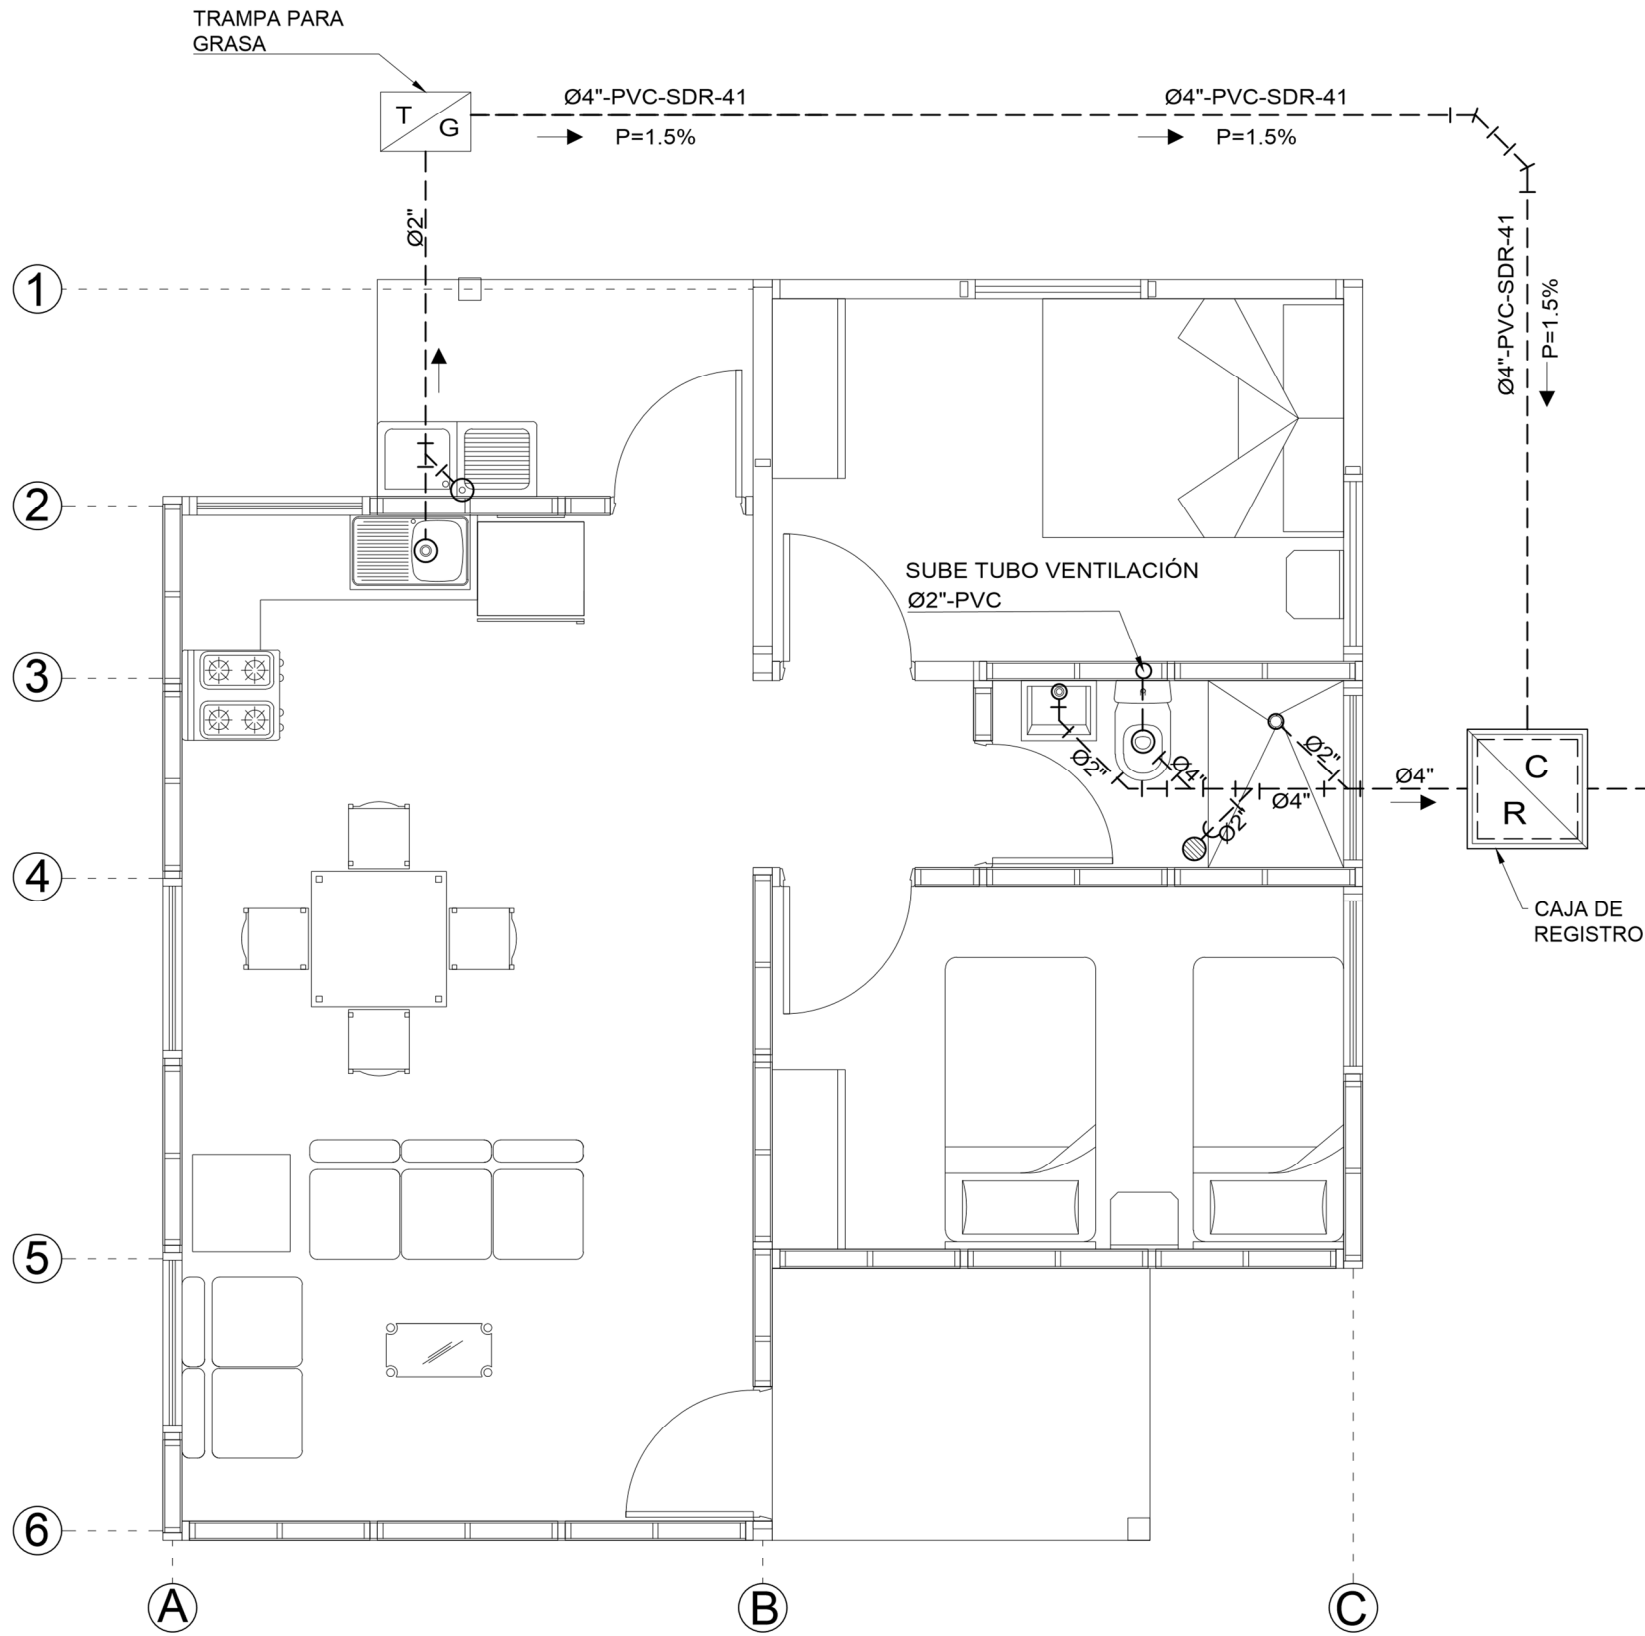 TRAMPA PARA
GRASA
T
G
Ø4"-PVC-SDR-41
P=1.5%
Ø4"-PVC-SDR-41
P=1.5%
Ø2"
Ø4"-PVC-SDR-41
P=1.5%
1
2
SUBE TUBO VENTILACIÓN
Ø2"-PVC
3
Ø2"
Ø4"
Ø2"
Ø4"
Ø2"
Ø4"
C
R
4
CAJA DE
REGISTRO
5
6
A
B
C